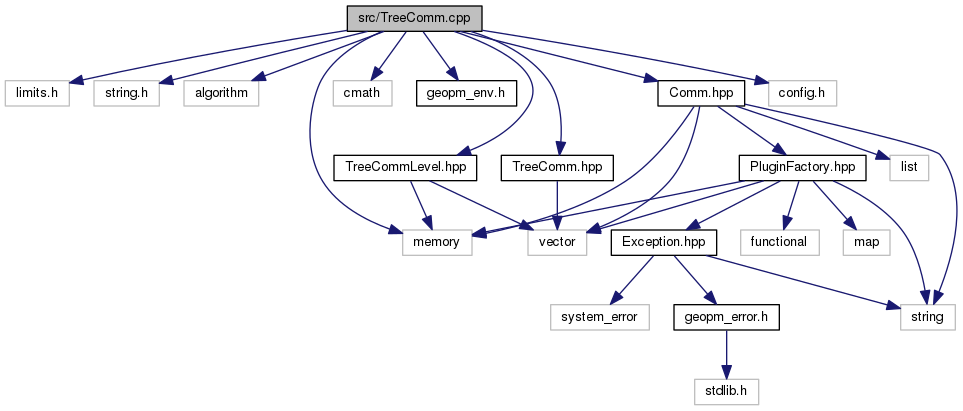 src/TreeComm.cpp
limits.h
string.h
algorithm
cmath
geopm_env.h
Comm.hpp
config.h
TreeCommLevel.hpp
TreeComm.hpp
PluginFactory.hpp
list
memory
vector
Exception.hpp
functional
map
system_error
geopm_error.h
string
stdlib.h